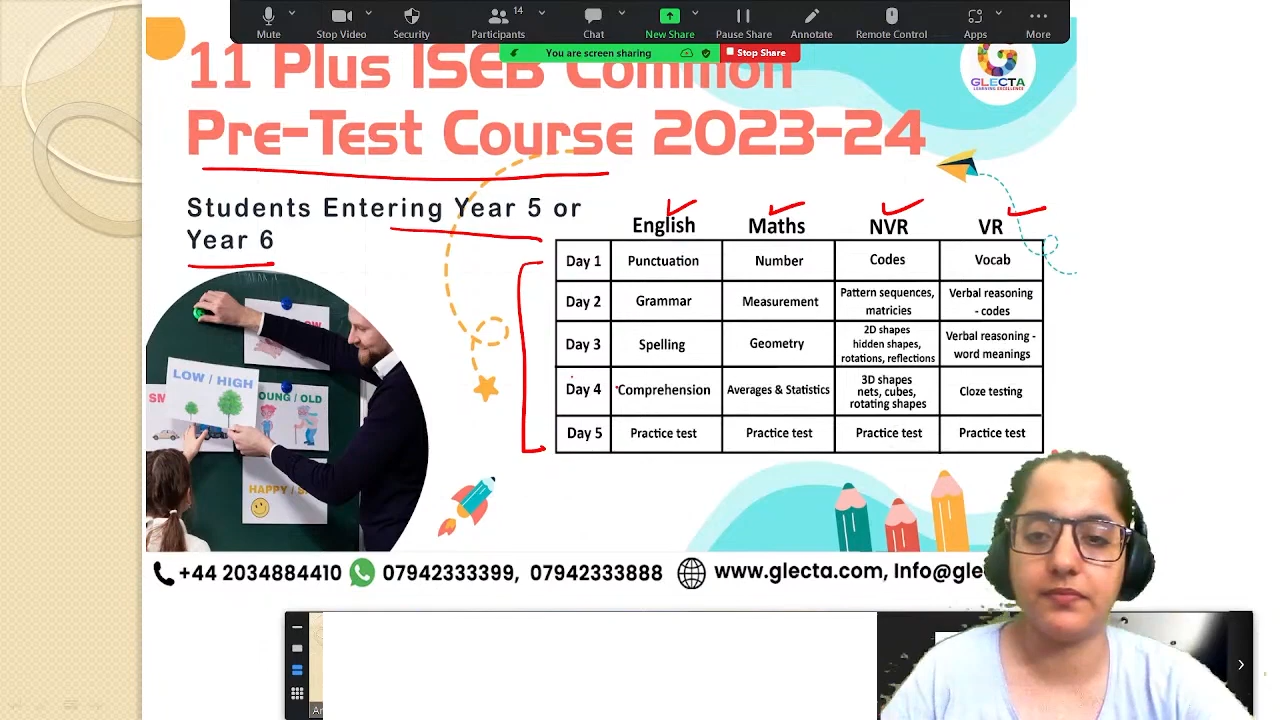 14
Mute
Stop Video
Security
Participants
Chat
New Share
Pause Share
Annotate
Remote Control
Apps
More
You are screen sharing
Stop Share
11 Plus ISEB Common
Pre-Test Course 2023-24
GLECTA
LEARNING EXCELLENCE
Students Entering Year 5 or
Year 6
English Maths NVR VR
Day 1 Punctuation Number Codes Vocab
Day 2 Grammar Measurement Pattern sequences, matricies Verbal reasoning - codes
Day 3 Spelling Geometry 2D shapes hidden shapes, rotations, reflections Verbal reasoning - word meanings
Day 4 Comprehension Averages & Statistics 3D shapes nets, cubes, rotating shapes Cloze testing
Day 5 Practice test Practice test Practice test Practice test
LOW / HIGH
SM
OUNG / OLD
HAPPY / S
+44 2034884410 07942333399, 07942333888 www.glecta.com, Info@gle